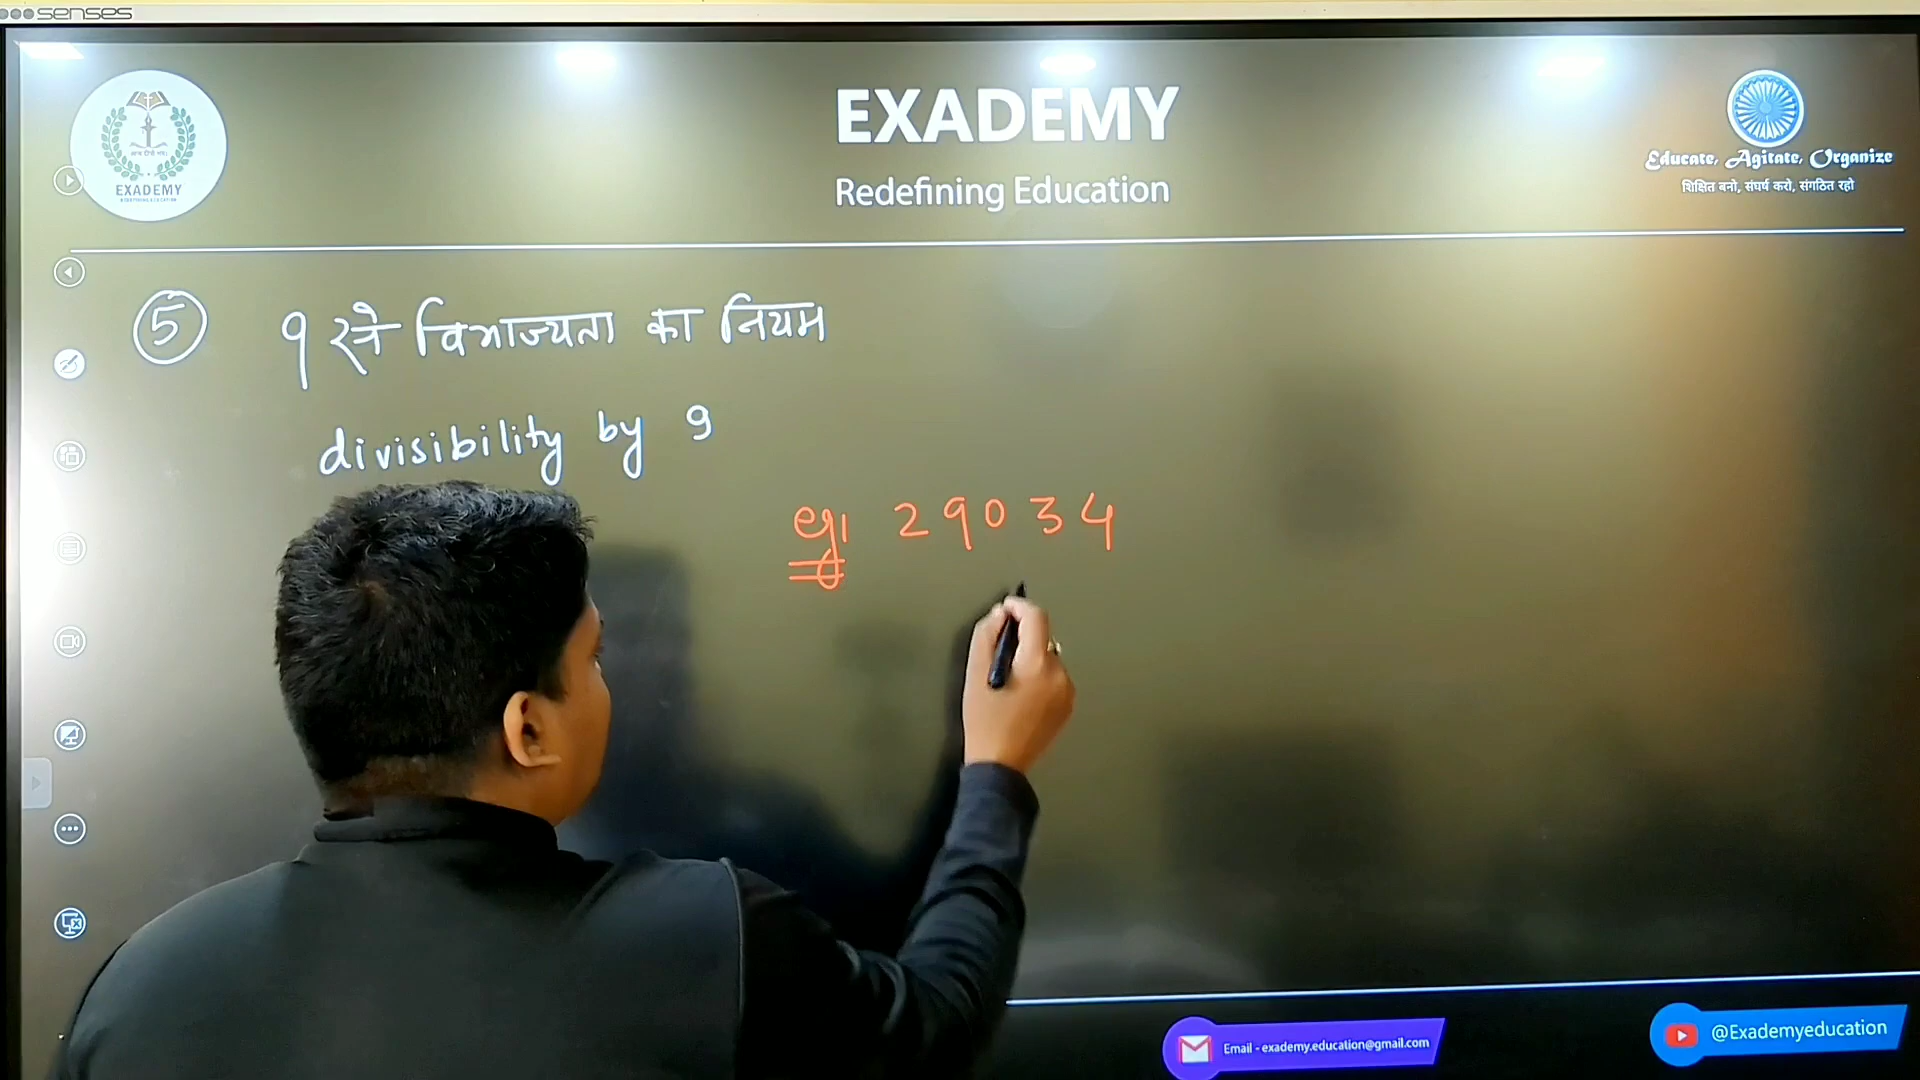 senses
EXADEMY
Redefining Education
EXADEMY
Educate, Agitate, Organize
शिक्षित बनो, संघर्ष करो, संगठित रहो
5 9 से विभाज्यता का नियम
divisibility by 9
eg 29034
Email - exademy.education@gmail.com
@Exademyeducation